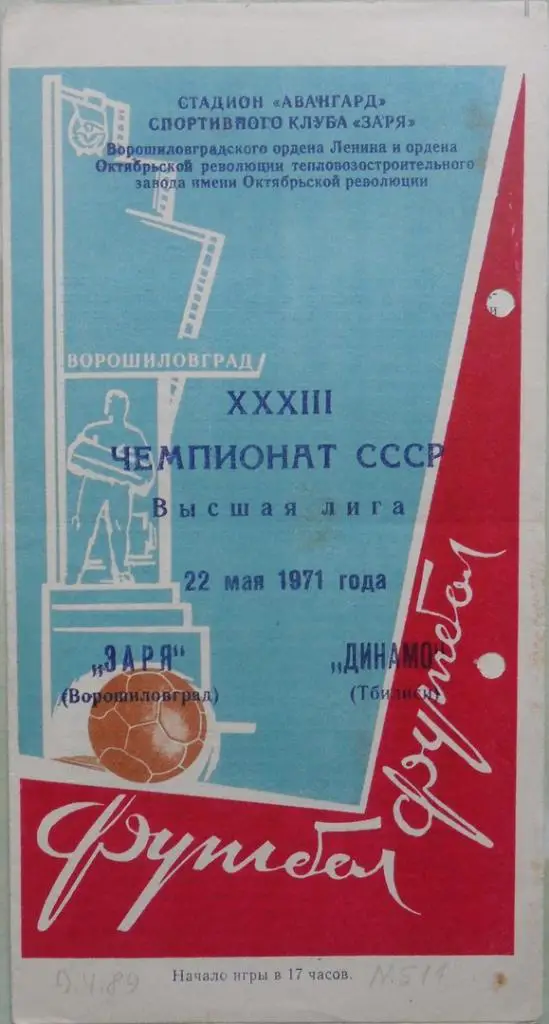 СТАДИОН «АВАНГАРД»
СПОРТИВНОГО КЛУБА «ЗАРЯ»
Ворошиловградского ордена Ленина и ордена
Октябрьской революции тепловозостроительного
завода имени Октябрьской революции
ВОРОШИЛОВГРАД
XXXIII
ЧЕМПИОНАТ СССР
Высшая лига
22 мая 1971 года
„ЗАРЯ“ „ДИНАМО“
(Ворошиловград) (Тбилиси)
футбол
футбол
Начало игры в 17 часов.